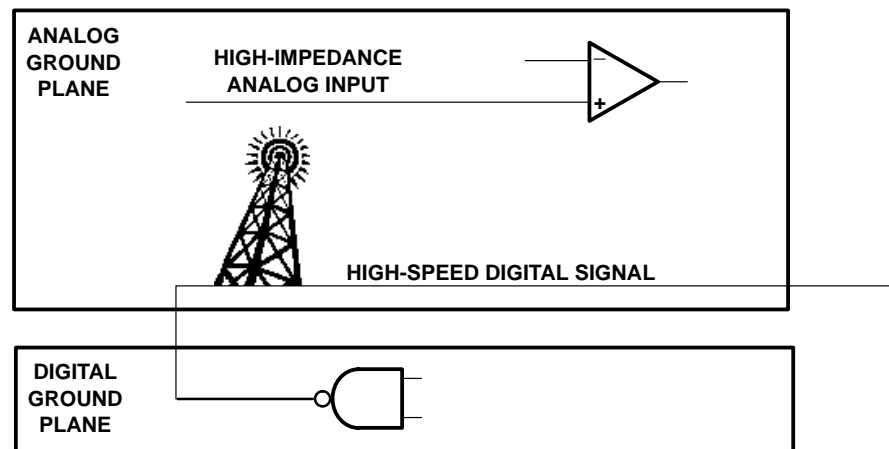 ANALOG
GROUND
PLANE
HIGH-IMPEDANCE
ANALOG INPUT
−
+
HIGH-SPEED DIGITAL SIGNAL
DIGITAL
GROUND
PLANE